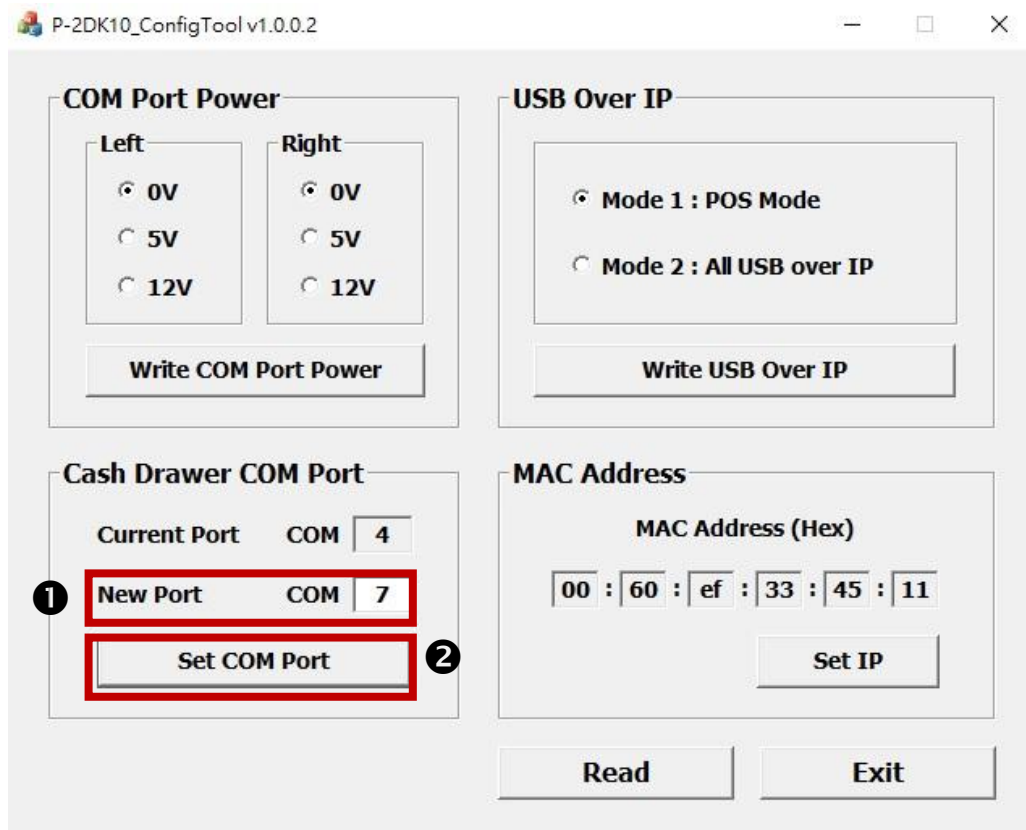 P-2DK10_ConfigTool v1.0.0.2
COM Port Power
Left
0V
5V
12V
Right
0V
5V
12V
Write COM Port Power
USB Over IP
Mode 1 : POS Mode
Mode 2 : All USB over IP
Write USB Over IP
Cash Drawer COM Port
Current Port COM 4
❶ New Port COM 7
Set COM Port ❷
MAC Address
MAC Address (Hex)
00 : 60 : ef : 33 : 45 : 11
Set IP
Read
Exit